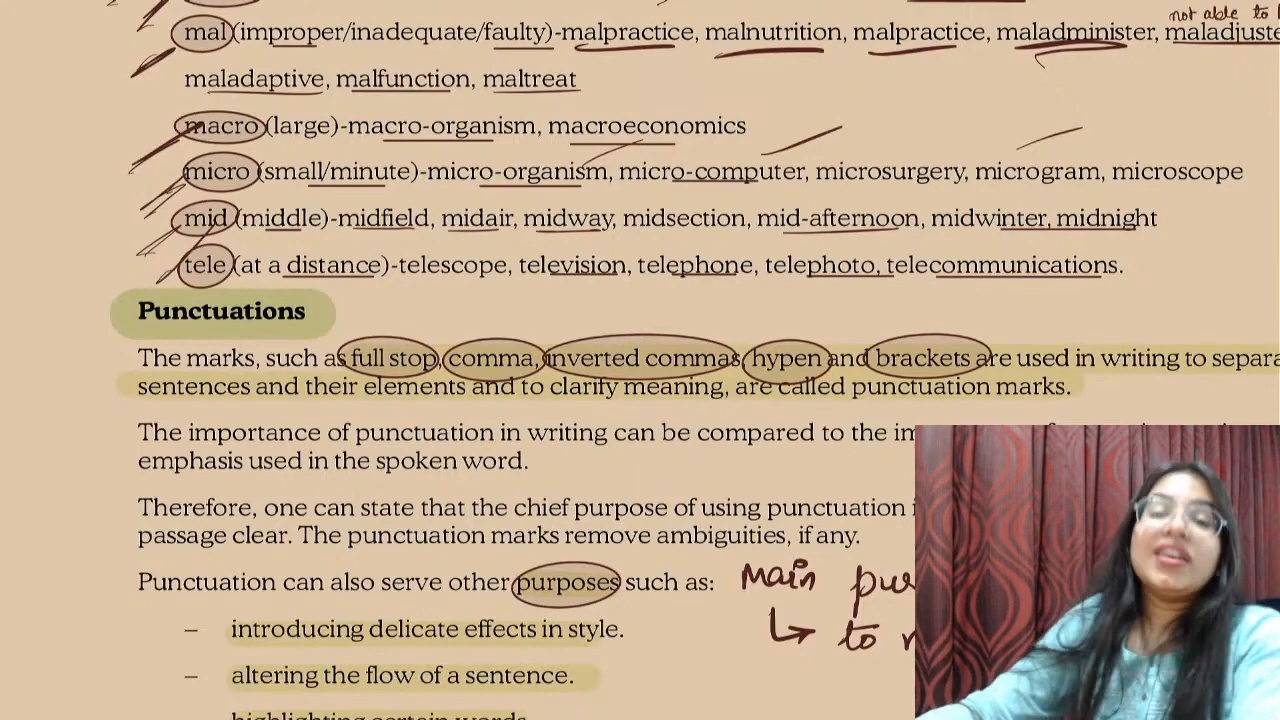 not able to
mal (improper/inadequate/faulty)-malpractice, malnutrition, malpractice, maladminister, maladjuste
maladaptive, malfunction, maltreat
macro (large)-macro-organism, macroeconomics
micro (small/minute)-micro-organism, micro-computer, microsurgery, microgram, microscope
mid (middle)-midfield, midair, midway, midsection, mid-afternoon, midwinter, midnight
tele (at a distance)-telescope, television, telephone, telephoto, telecommunications.
Punctuations
The marks, such as full stop, comma, inverted commas, hypen and brackets are used in writing to separa
sentences and their elements and to clarify meaning, are called punctuation marks.
The importance of punctuation in writing can be compared to the
emphasis used in the spoken word.
Therefore, one can state that the chief purpose of using punctuation
passage clear. The punctuation marks remove ambiguities, if any.
Punctuation can also serve other purposes such as:
Main pur
↳ to
– introducing delicate effects in style.
– altering the flow of a sentence.
highlighting certain words